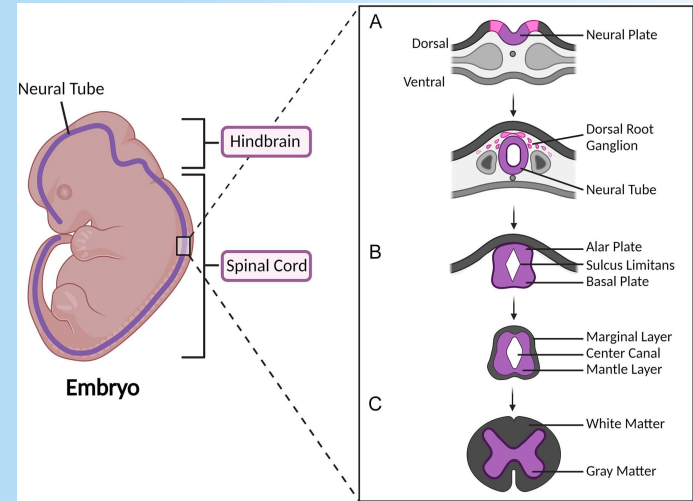 Neural Tube
Hindbrain
Spinal Cord
Embryo
A
Dorsal
Ventral
Neural Plate
Dorsal Root
Ganglion
Neural Tube
B
Alar Plate
Sulcus Limitans
Basal Plate
Marginal Layer
Center Canal
Mantle Layer
C
White Matter
Gray Matter